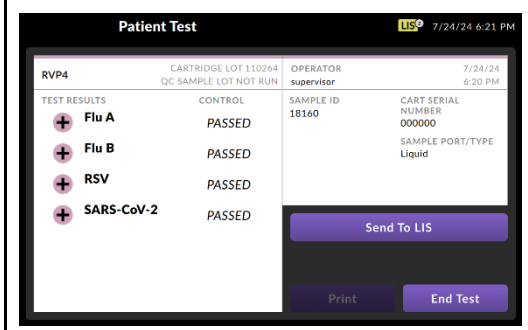 Patient Test
LIS 7/24/24 6:21 PM
RVP4
CARTRIDGE LOT 110264
QC SAMPLE LOT NOT RUN
OPERATOR
supervisor
7/24/24
6:20 PM
TEST RESULTS CONTROL
+ Flu A PASSED
+ Flu B PASSED
+ RSV PASSED
+ SARS-CoV-2 PASSED
SAMPLE ID
18160
CART SERIAL
NUMBER
000000
SAMPLE PORT/TYPE
Liquid
Send To LIS
Print
End Test